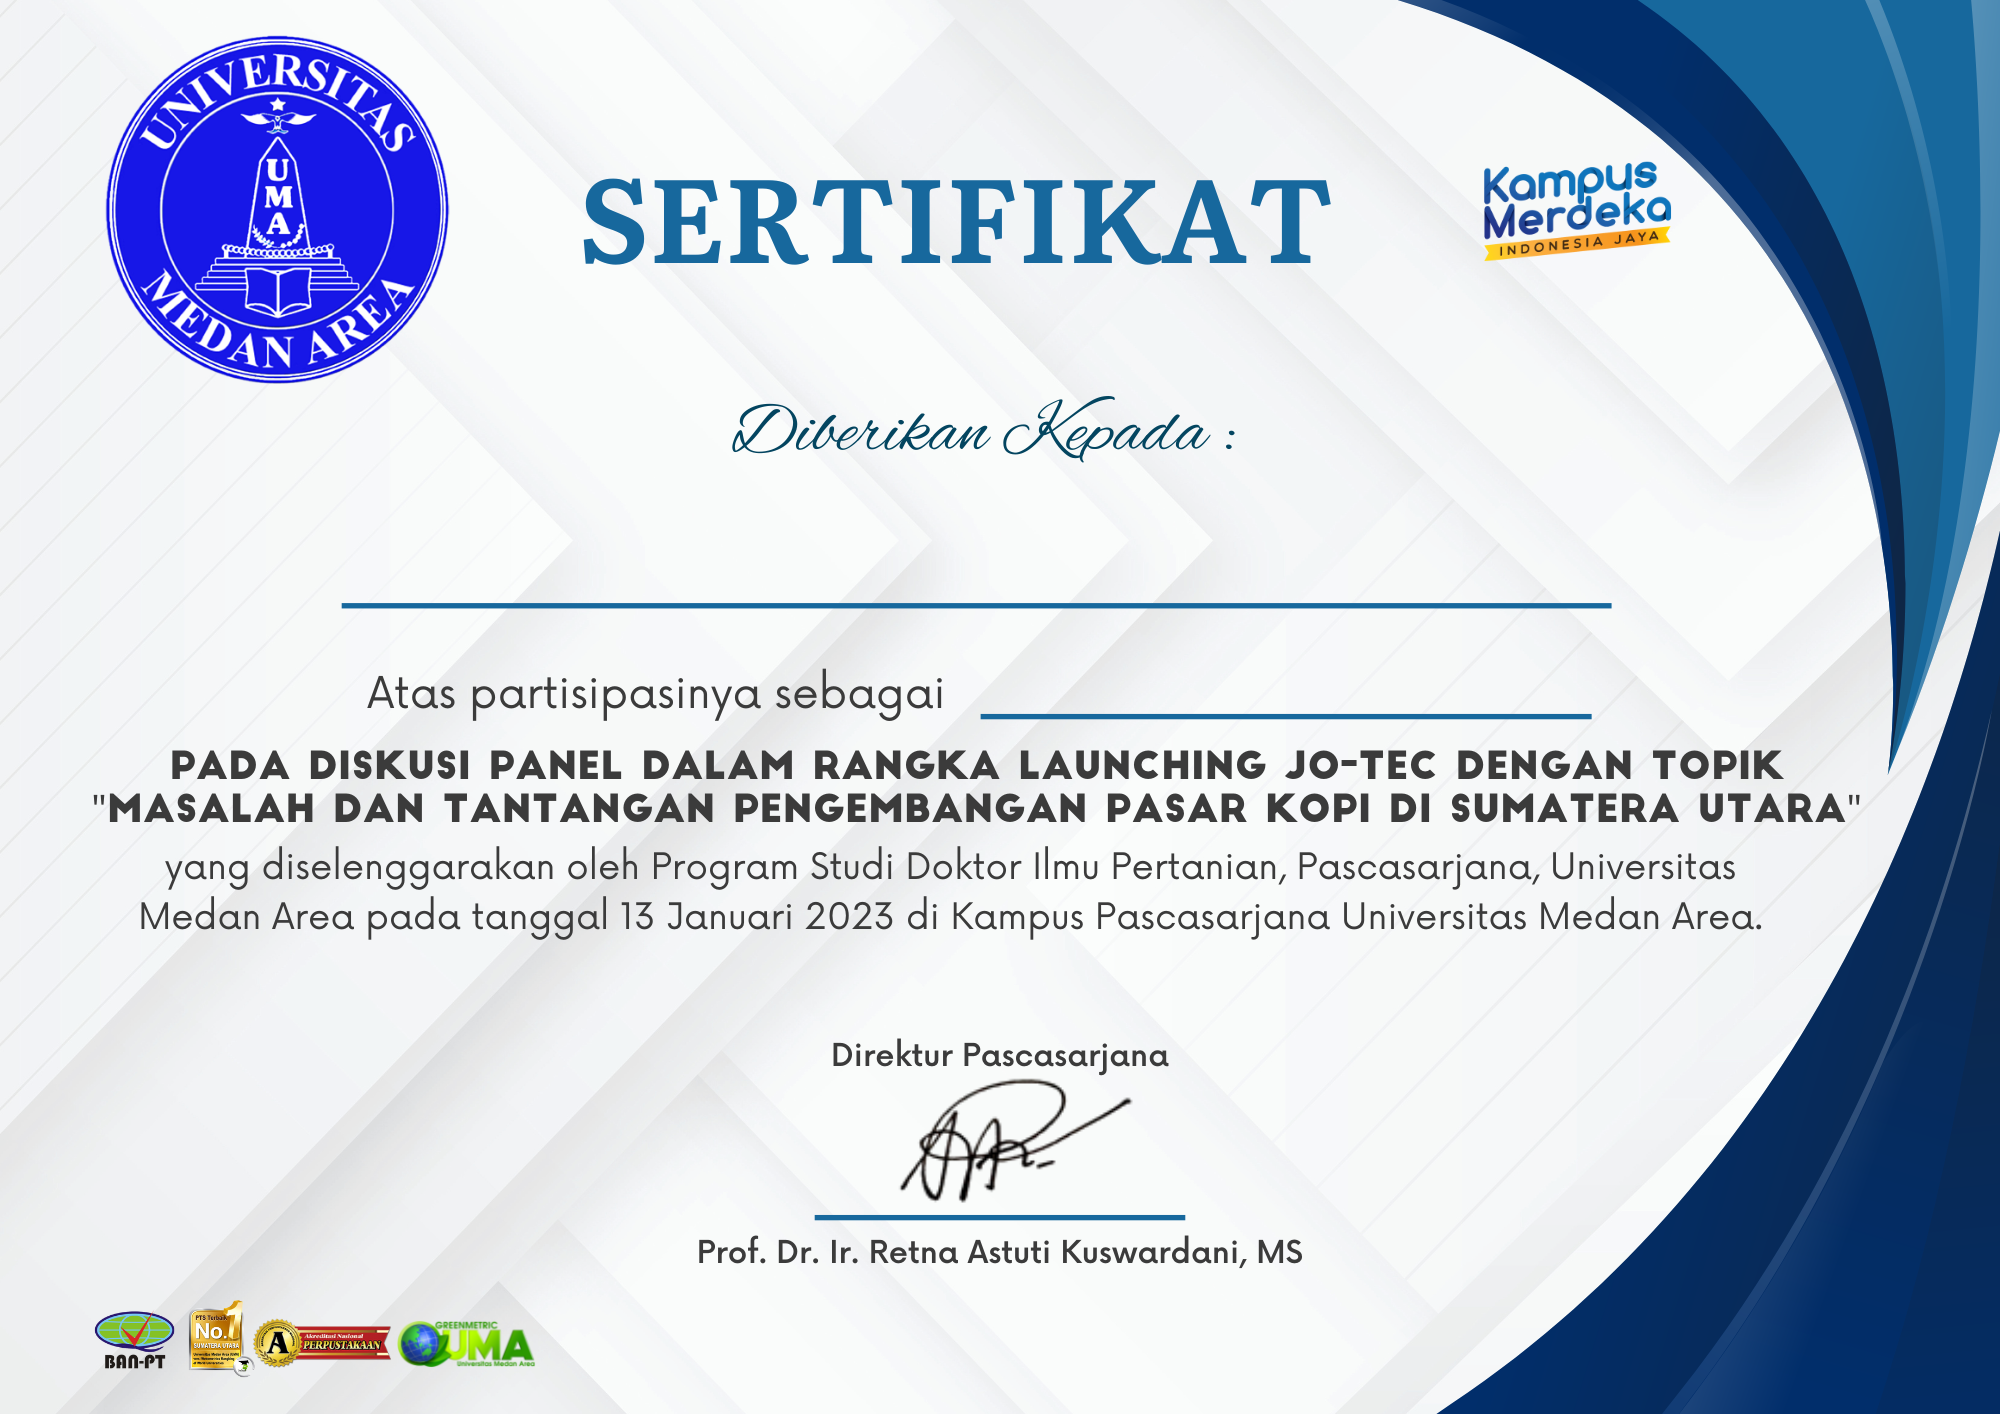 UNIVERSITAS
UMA
MEDAN AREA
SERTIFIKAT
Kampus
Merdeka
INDONESIA JAYA
Diberikan Kepada :
Atas partisipasinya sebagai
PADA DISKUSI PANEL DALAM RANGKA LAUNCHING JO-TEC DENGAN TOPIK
"MASALAH DAN TANTANGAN PENGEMBANGAN PASAR KOPI DI SUMATERA UTARA"
yang diselenggarakan oleh Program Studi Doktor Ilmu Pertanian, Pascasarjana, Universitas
Medan Area pada tanggal 13 Januari 2023 di Kampus Pascasarjana Universitas Medan Area.
Direktur Pascasarjana
Prof. Dr. Ir. Retna Astuti Kuswardani, MS
BAN-PT
PTS Terbaik
No.1
SUMATERA UTARA
A
Akreditasi Nasional
PERPUSTAKAAN
GREENMETRIC
UMA
Universitas Medan Area